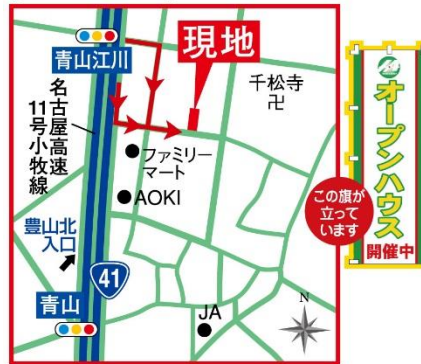 青山江川
現地
千松寺
卍
名古屋高速
11号小牧線
ファミリー
マート
AOKI
豊山北
入口
41
青山
JA
N
オープンハウス
開催中
この旗が
立って
います